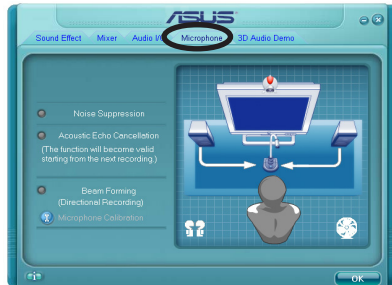 ASUS
Sound Effect Mixer Audio I/O Microphone 3D Audio Demo
Noise Suppression
Acoustic Echo Cancellation
(The function will become valid
starting from the next recording.)
Beam Forming
(Directional Recording)
Microphone Calibration
OK